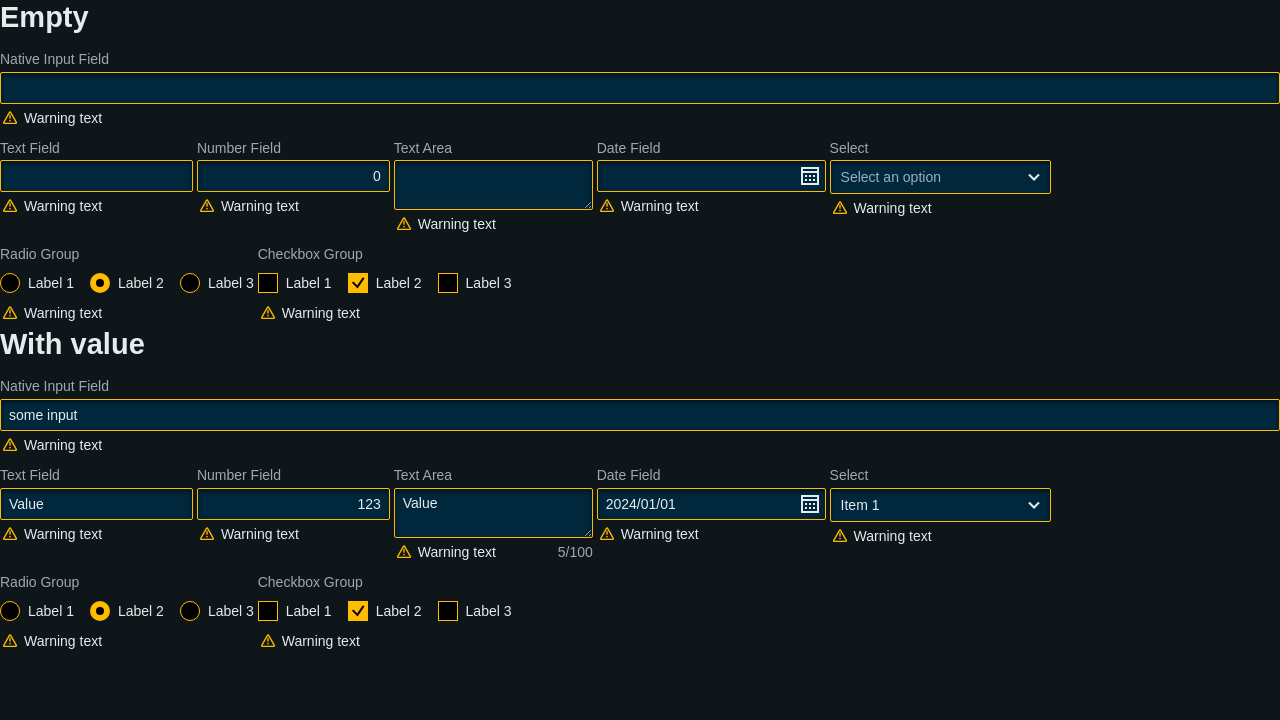 Empty
Native Input Field
Warning text
Text Field Number Field Text Area Date Field Select
0 Select an option
Warning text Warning text Warning text Warning text
Warning text
Radio Group Checkbox Group
Label 1 Label 2 Label 3 Label 1 Label 2 Label 3
Warning text Warning text
With value
Native Input Field
some input
Warning text
Text Field Number Field Text Area Date Field Select
Value 123 Value 2024/01/01 Item 1
Warning text Warning text Warning text Warning text
Warning text 5/100
Radio Group Checkbox Group
Label 1 Label 2 Label 3 Label 1 Label 2 Label 3
Warning text Warning text